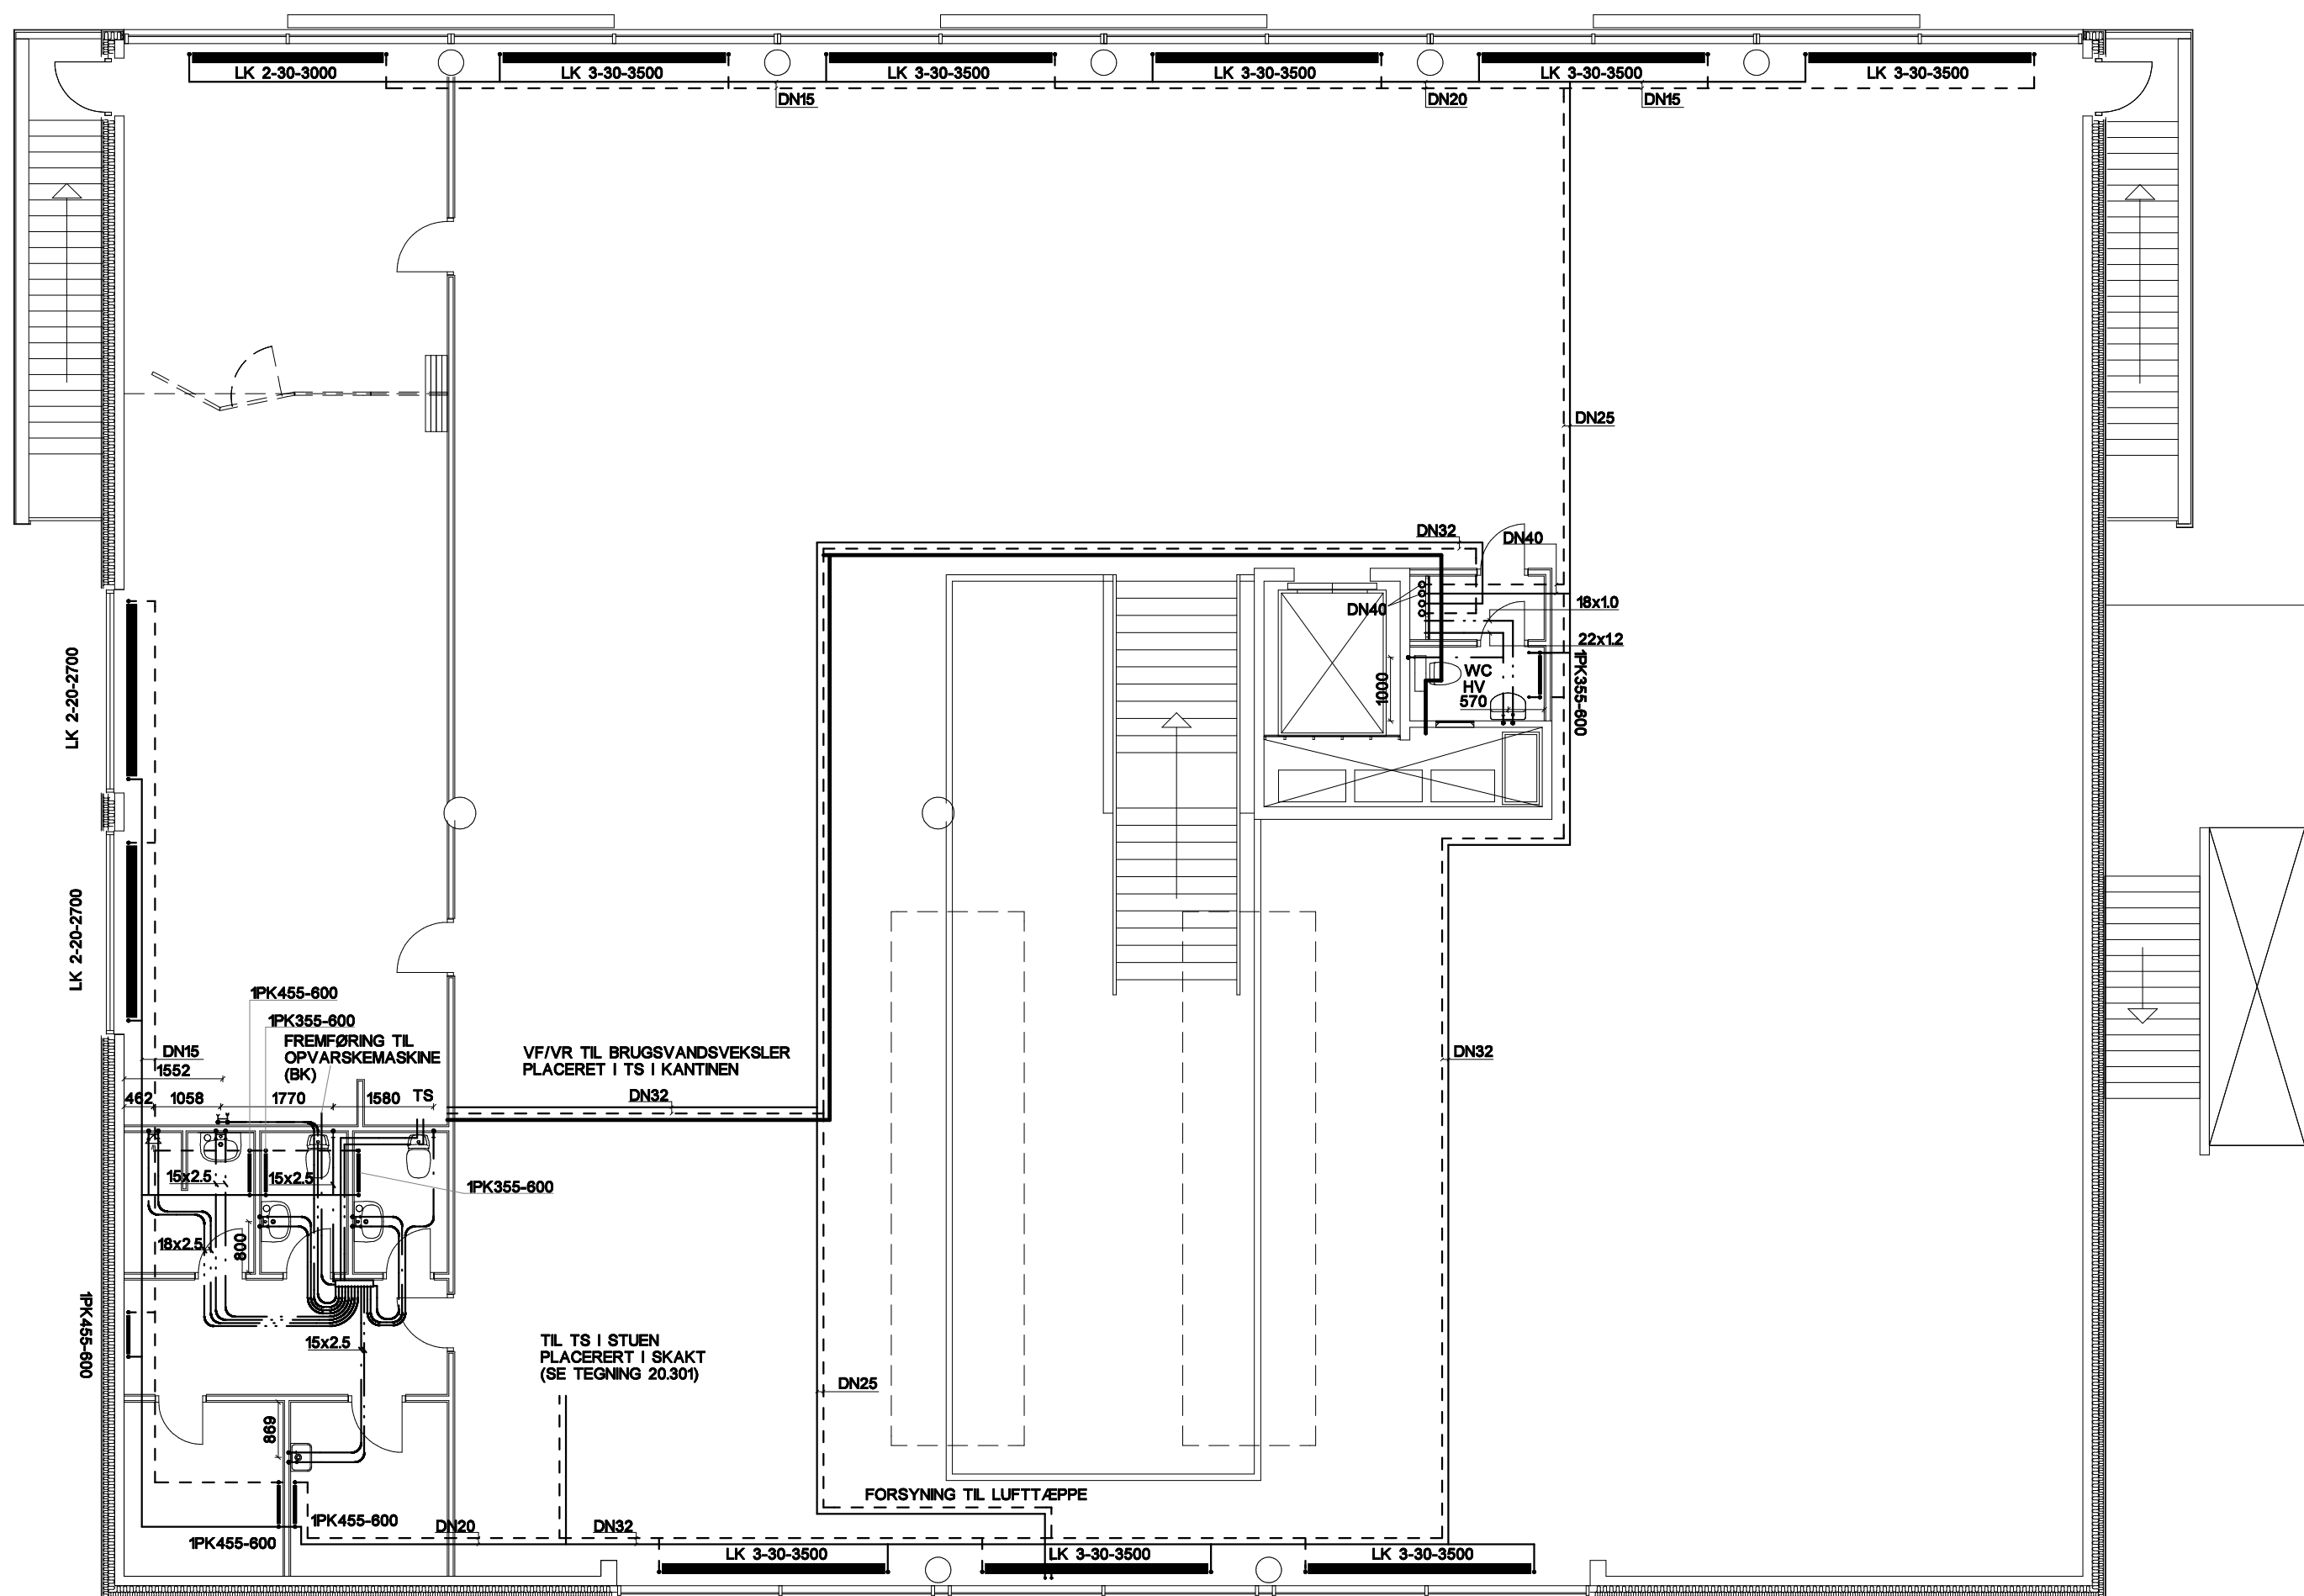 LK 2-30-3000
LK 3-30-3500
LK 3-30-3500
LK 3-30-3500
LK 3-30-3500
LK 3-30-3500
DN15
DN20
DN15
DN25
DN32
DN40
DN40
18x1.0
22x1.2
WC
HV
570
1000
1PK355-600
LK 2-20-2700
LK 2-20-2700
1PK455-600
1PK355-600
FREMFØRING TIL
OPVARSKEMASKINE
(BK)
DN15
1552
462
1058
1770
1580
TS
VF/VR TIL BRUGSVANDSVEKSLER
PLACERET I TS I KANTINEN
DN32
DN32
15x2.5
15x2.5
1PK355-600
18x2.5
800
1PK455-600
15x2.5
TIL TS I STUEN
PLACERERT I SKAKT
(SE TEGNING 20.301)
DN25
869
FORSYNING TIL LUFTTÆPPE
1PK455-600
1PK455-600
DN20
DN32
LK 3-30-3500
LK 3-30-3500
LK 3-30-3500